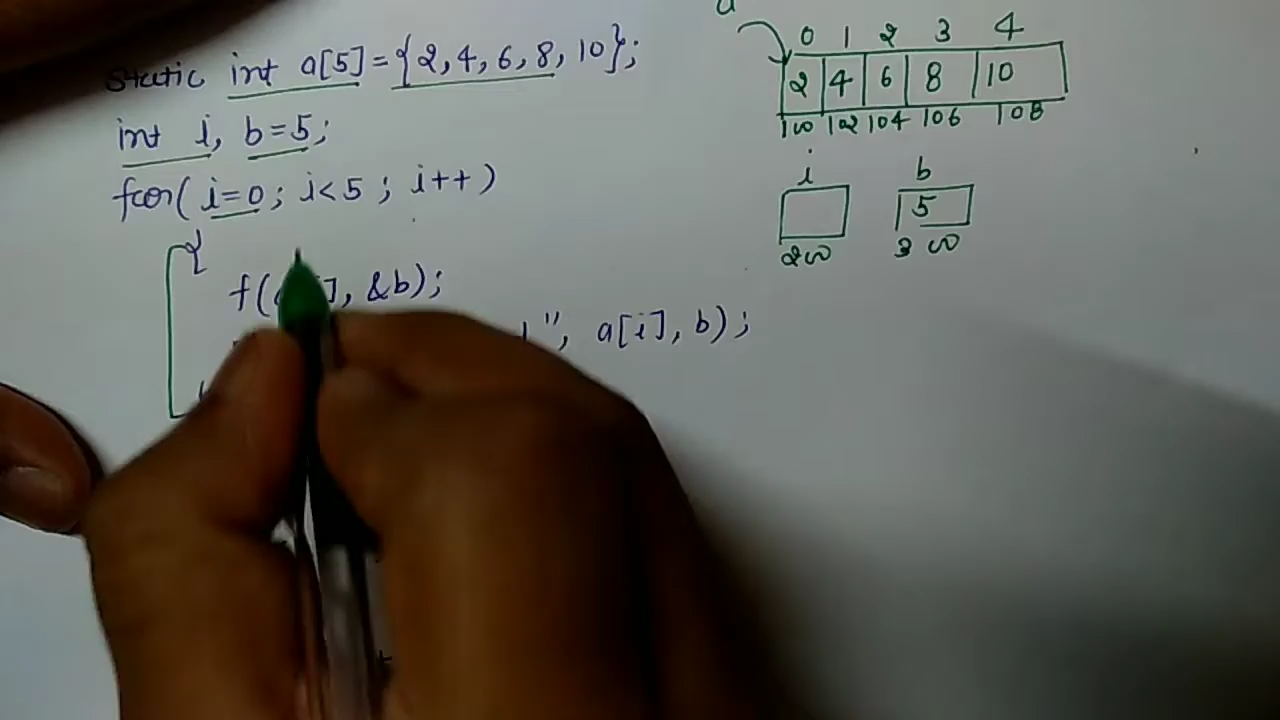 static int a[5] = {2, 4, 6, 8, 10};
int i, b=5;
for( i=0; i<5 ; i++)
{
f( ], &b);
", a[i], b);
a
0 1 2 3 4
2 4 6 8 10
100 102 104 106 108
i b
5
200 300